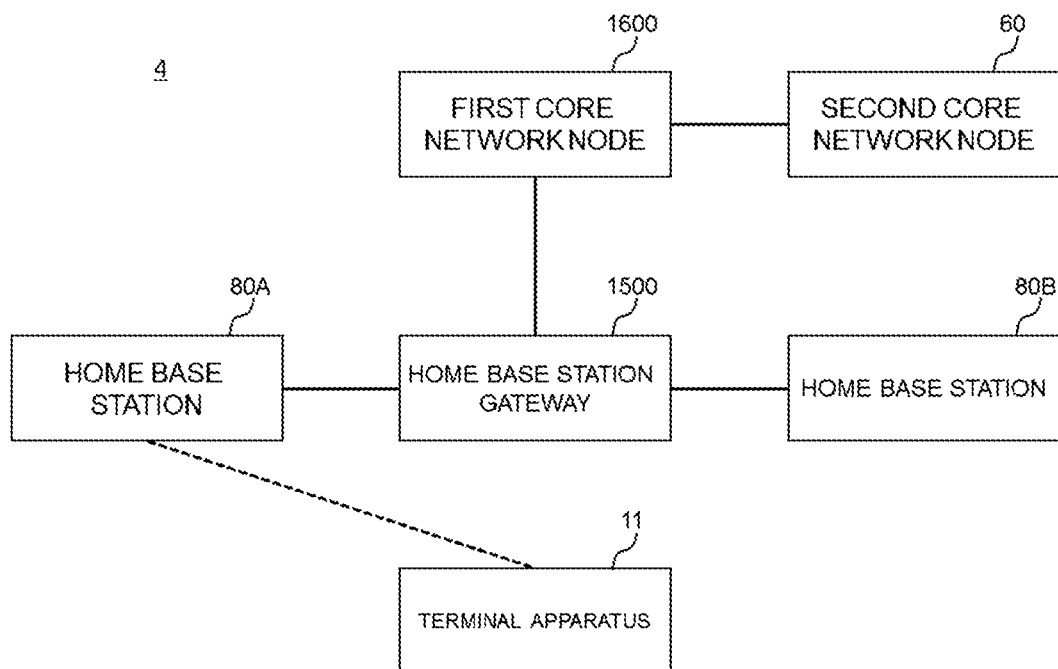 4
1600
60
FIRST CORE
NETWORK NODE
SECOND CORE
NETWORK NODE
80A
1500
80B
HOME BASE
STATION
HOME BASE STATION
GATEWAY
HOME BASE STATION
11
TERMINAL APPARATUS